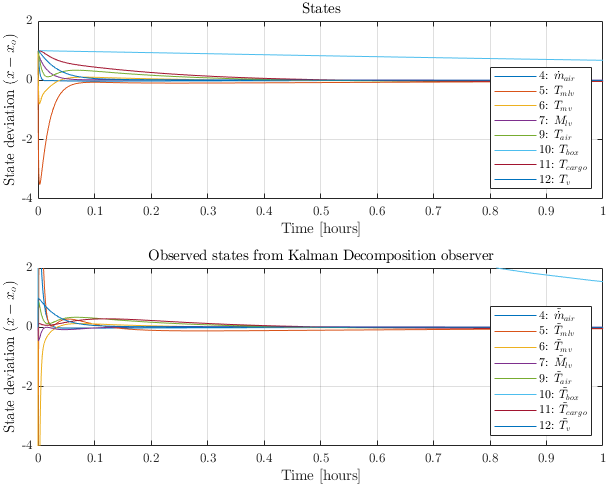 States
State deviation (x − xₒ)
2
0
-2
-4
0 0.1 0.2 0.3 0.4 0.5 0.6 0.7 0.8 0.9 1
Time [hours]
4: ṁ_air
5: T_mlv
6: T_mv
7: M_lv
9: T_air
10: T_box
11: T_cargo
12: T_v
Observed states from Kalman Decomposition observer
State deviation (x − xₒ)
2
0
-2
-4
0 0.1 0.2 0.3 0.4 0.5 0.6 0.7 0.8 0.9 1
Time [hours]
4: ṁ̃_air
5: T̃_mlv
6: T̃_mv
7: M̃_lv
9: T̃_air
10: T̃_box
11: T̃_cargo
12: T̃_v